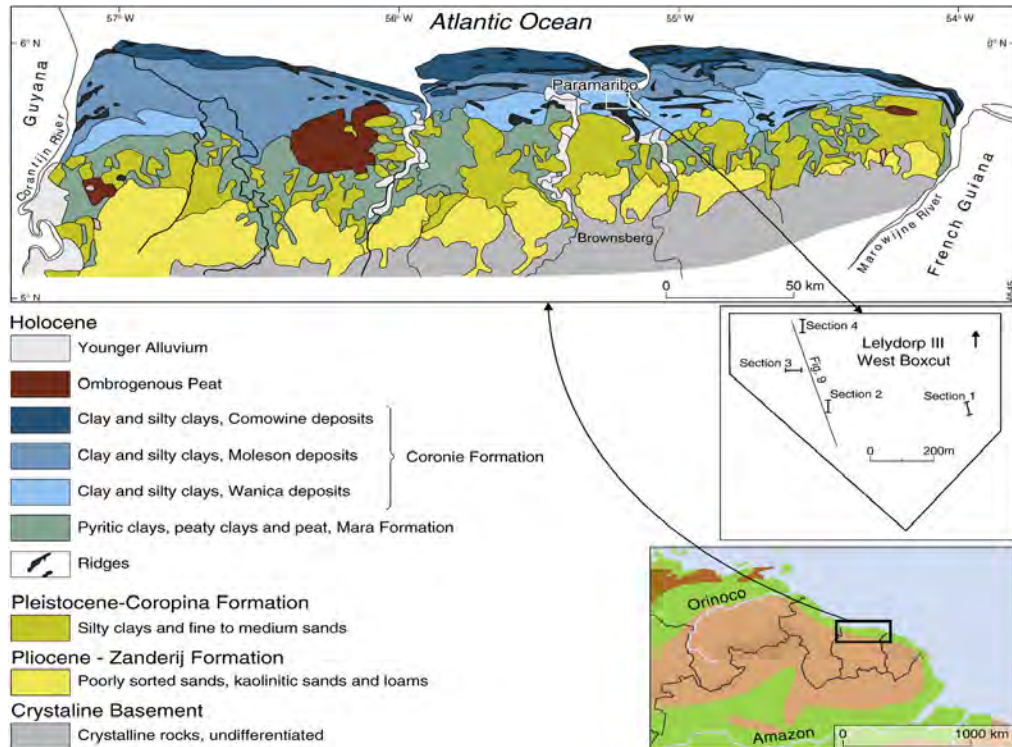 57° W
56° W
55° W
54° W
Atlantic Ocean
6° N
Guyana
Corantijn River
Paramaribo
Brownsberg
Marowijne River
French Guiana
6° N
0 50 km
Holocene
Younger Alluvium
Ombrogenous Peat
Clay and silty clays, Comowine deposits
Clay and silty clays, Moleson deposits
Coronie Formation
Clay and silty clays, Wanica deposits
Pyritic clays, peaty clays and peat, Mara Formation
Ridges
Pleistocene-Coropina Formation
Silty clays and fine to medium sands
Pliocene - Zanderij Formation
Poorly sorted sands, kaolinitic sands and loams
Crystaline Basement
Crystalline rocks, undifferentiated
Section 4
Lelydorp III
West Boxcut
Section 3
Fig. 9
Section 2
Section 1
0 200m
Orinoco
Amazon
0 1000 km